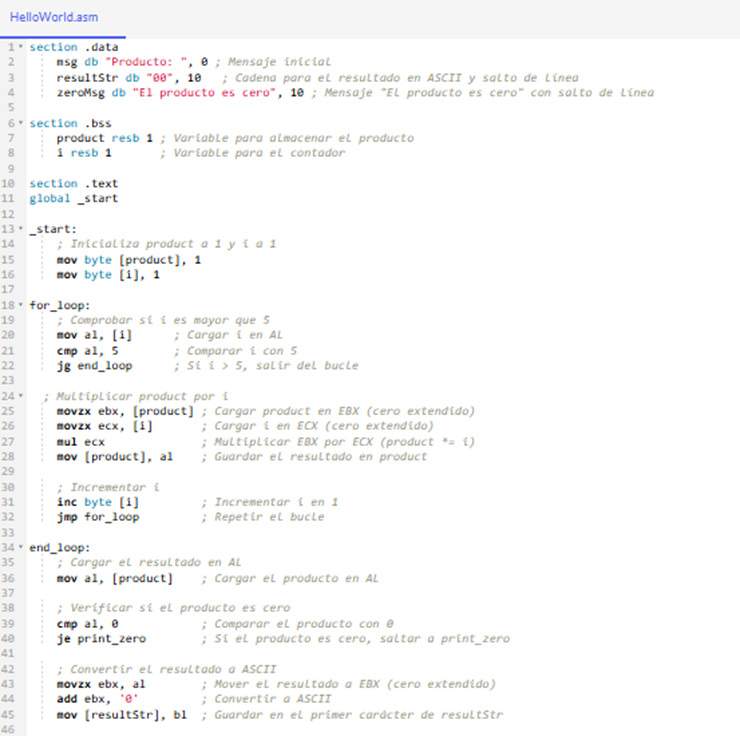 HelloWorld.asm
1 section .data
2 msg db "Producto: ", 0 ; Mensaje inicial
3 resultStr db "00", 10 ; Cadena para el resultado en ASCII y salto de línea
4 zeroMsg db "El producto es cero", 10 ; Mensaje "El producto es cero" con salto de línea
5
6 section .bss
7 product resb 1 ; Variable para almacenar el producto
8 i resb 1 ; Variable para el contador
9
10 section .text
11 global _start
12
13 _start:
14 ; Inicializa product a 1 y i a 1
15 mov byte [product], 1
16 mov byte [i], 1
17
18 for_loop:
19 ; Comprobar si i es mayor que 5
20 mov al, [i] ; Cargar i en AL
21 cmp al, 5 ; Comparar i con 5
22 jg end_loop ; Si i > 5, salir del bucle
23
24 ; Multiplicar product por i
25 movzx ebx, [product] ; Cargar product en EBX (cero extendido)
26 movzx ecx, [i] ; Cargar i en ECX (cero extendido)
27 mul ecx ; Multiplicar EBX por ECX (product *= i)
28 mov [product], al ; Guardar el resultado en product
29
30 ; Incrementar i
31 inc byte [i] ; Incrementar i en 1
32 jmp for_loop ; Repetir el bucle
33
34 end_loop:
35 ; Cargar el resultado en AL
36 mov al, [product] ; Cargar el producto en AL
37
38 ; Verificar si el producto es cero
39 cmp al, 0 ; Comparar el producto con 0
40 je print_zero ; Si el producto es cero, saltar a print_zero
41
42 ; Convertir el resultado a ASCII
43 movzx ebx, al ; Mover el resultado a EBX (cero extendido)
44 add ebx, '0' ; Convertir a ASCII
45 mov [resultStr], bl ; Guardar en el primer carácter de resultStr
46